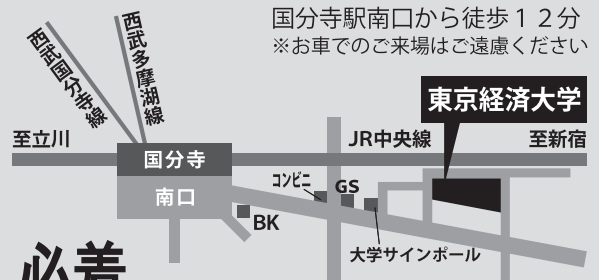 国分寺駅南口から徒歩１２分
※お車でのご来場はご遠慮ください
西武国分寺線
西武多摩湖線
東京経済大学
至立川
JR中央線
至新宿
国分寺
南口
コンビニ
GS
BK
大学サインポール
必着